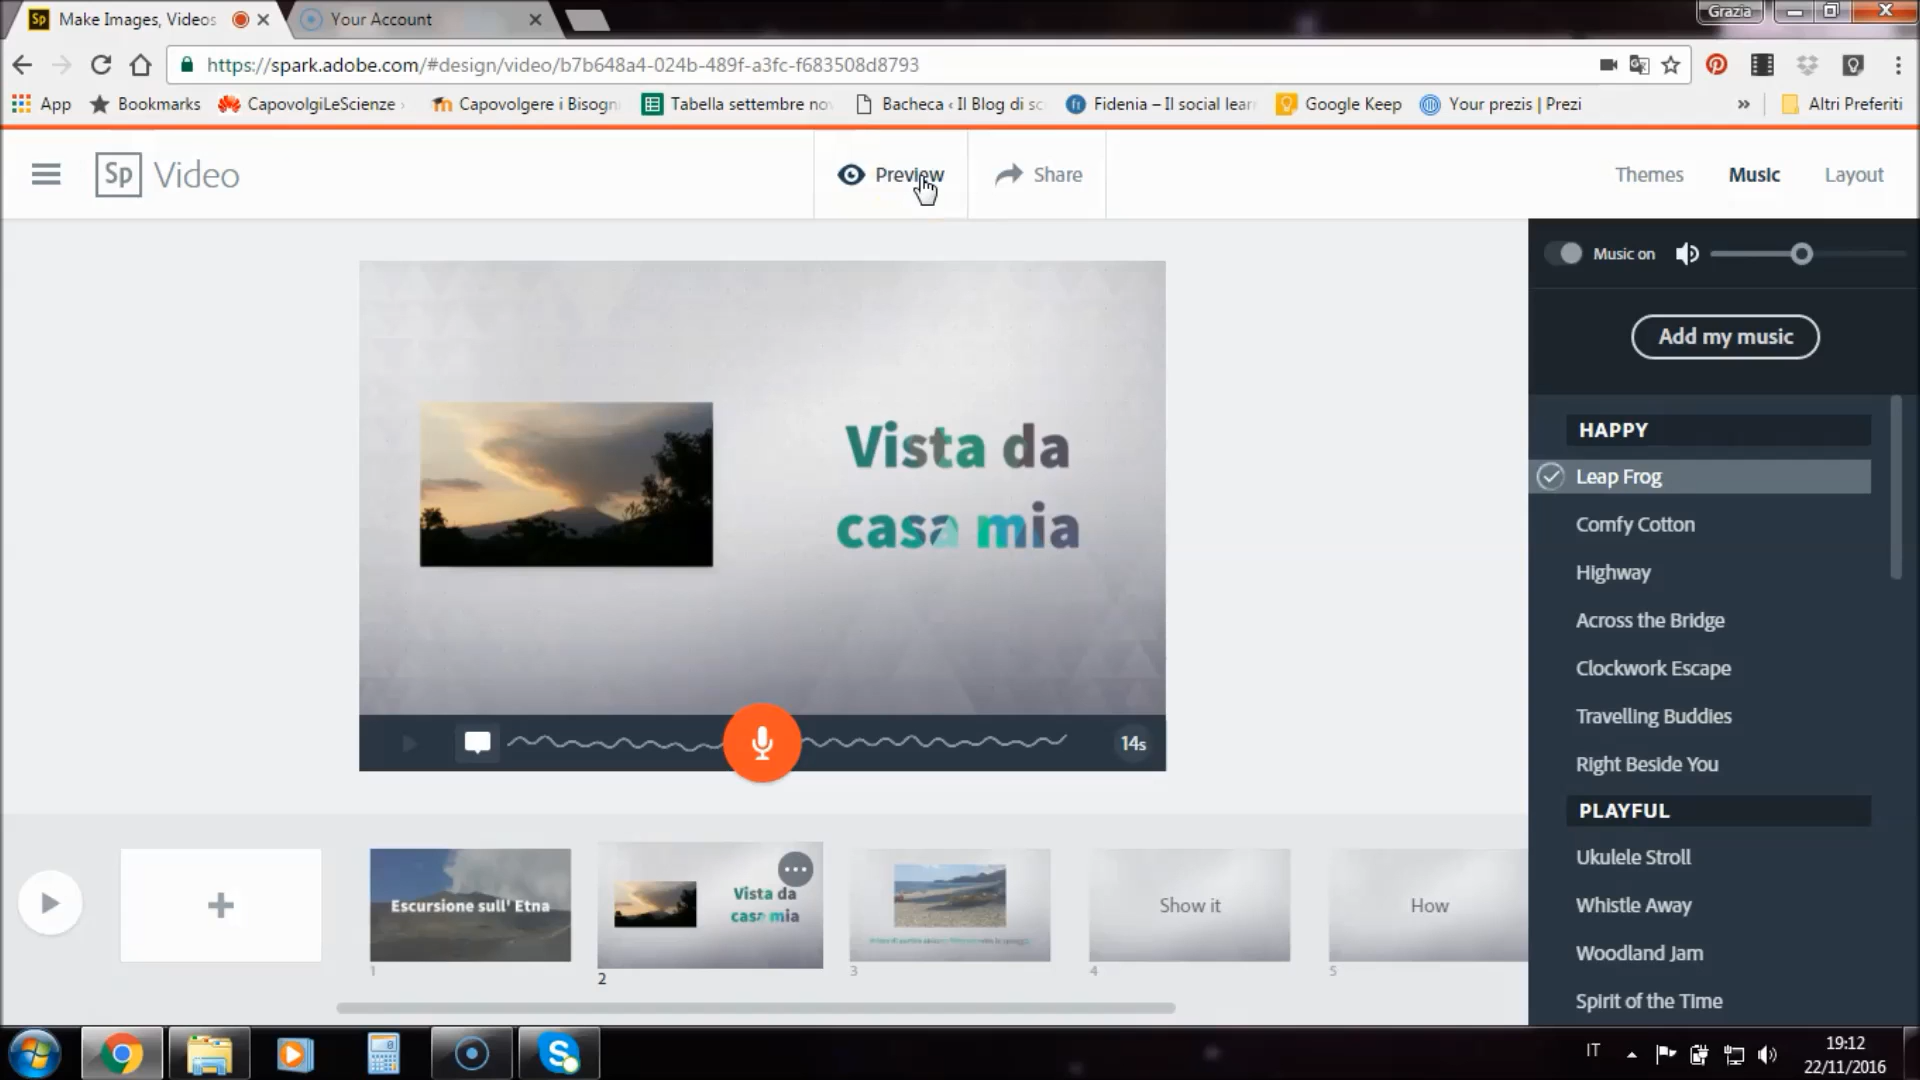 Make Images, Videos
Your Account
Grazia
https://spark.adobe.com/#design/video/b7b648a4-024b-489f-a3fc-f683508d8793
App
Bookmarks
CapovolgiLeScienze
Capovolgere i Bisogn
Tabella settembre no
Bacheca ‹ Il Blog di sc
Fidenia – Il social lear
Google Keep
Your prezis | Prezi
»
Altri Preferiti
Sp Video
Preview
Share
Themes
Music
Layout
Music on
Add my music
HAPPY
Leap Frog
Comfy Cotton
Highway
Across the Bridge
Clockwork Escape
Travelling Buddies
Right Beside You
PLAYFUL
Ukulele Stroll
Whistle Away
Woodland Jam
Spirit of the Time
Vista da
casa mia
14s
Escursione sull' Etna
1
Vista da
casa mia
2
3
Show it
4
How
5
IT
19:12
22/11/2016